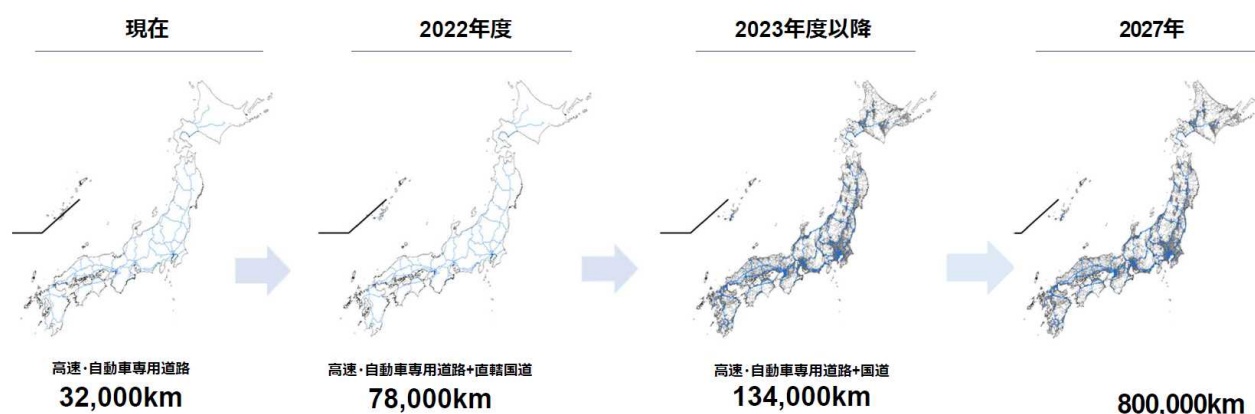 現在
2022年度
2023年度以降
2027年
高速・自動車専用道路
32,000km
高速・自動車専用道路+直轄国道
78,000km
高速・自動車専用道路+国道
134,000km
800,000km